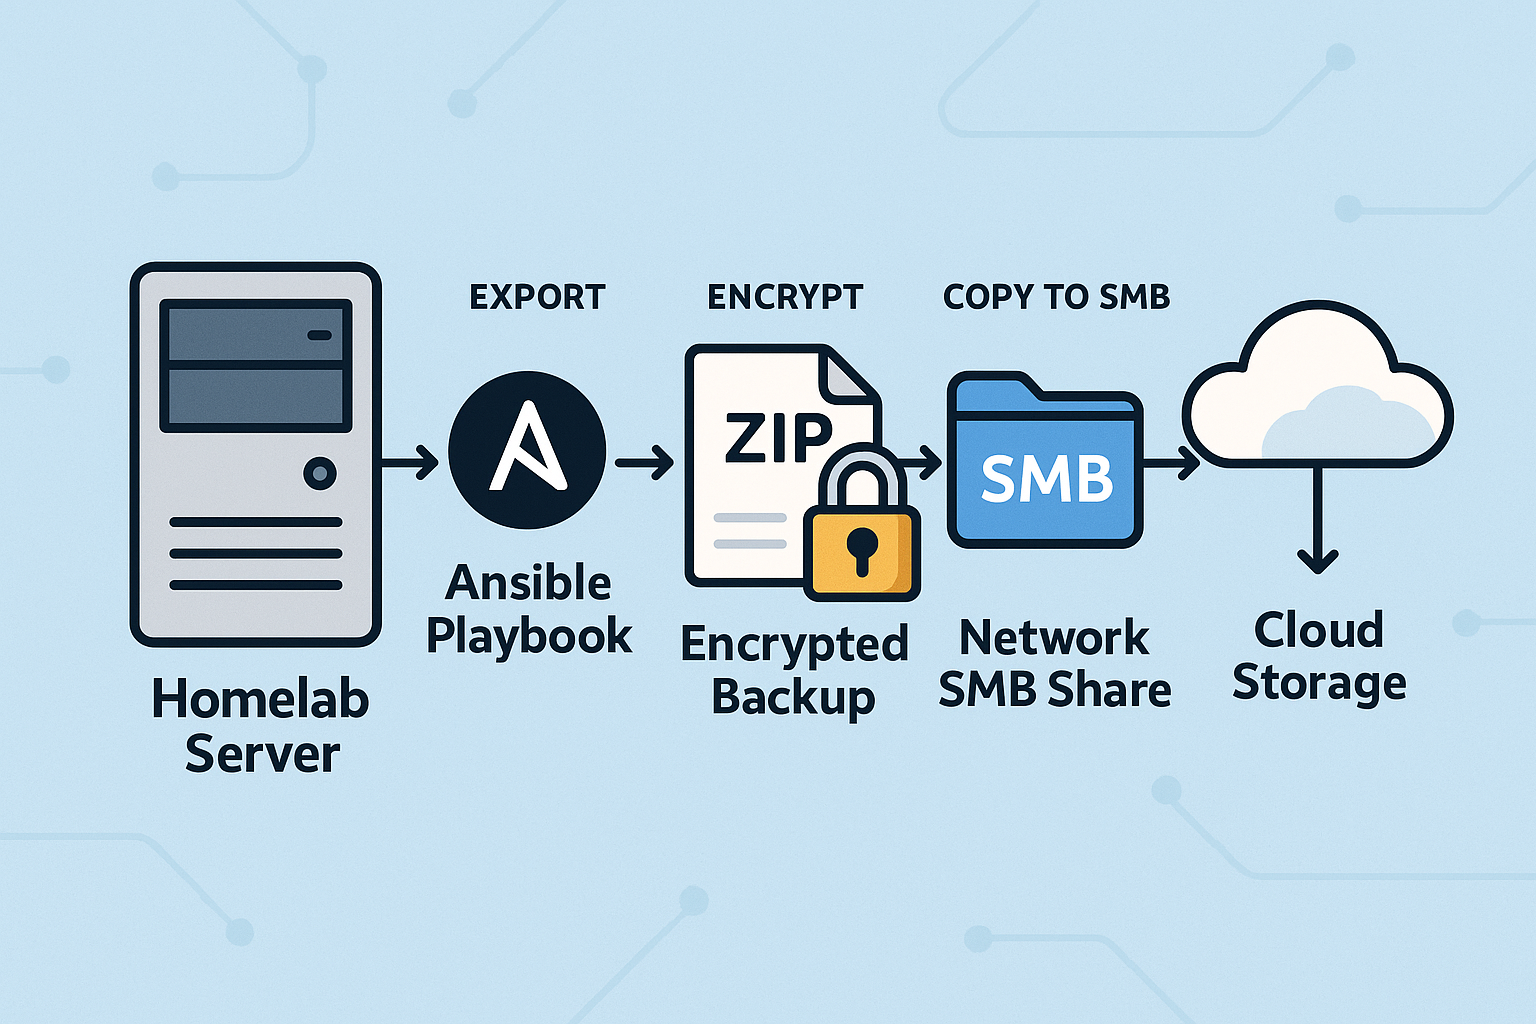 EXPORT
ENCRYPT
COPY TO SMB
ZIP
SMB
Homelab
Server
Ansible
Playbook
Encrypted
Backup
Network
SMB Share
Cloud
Storage